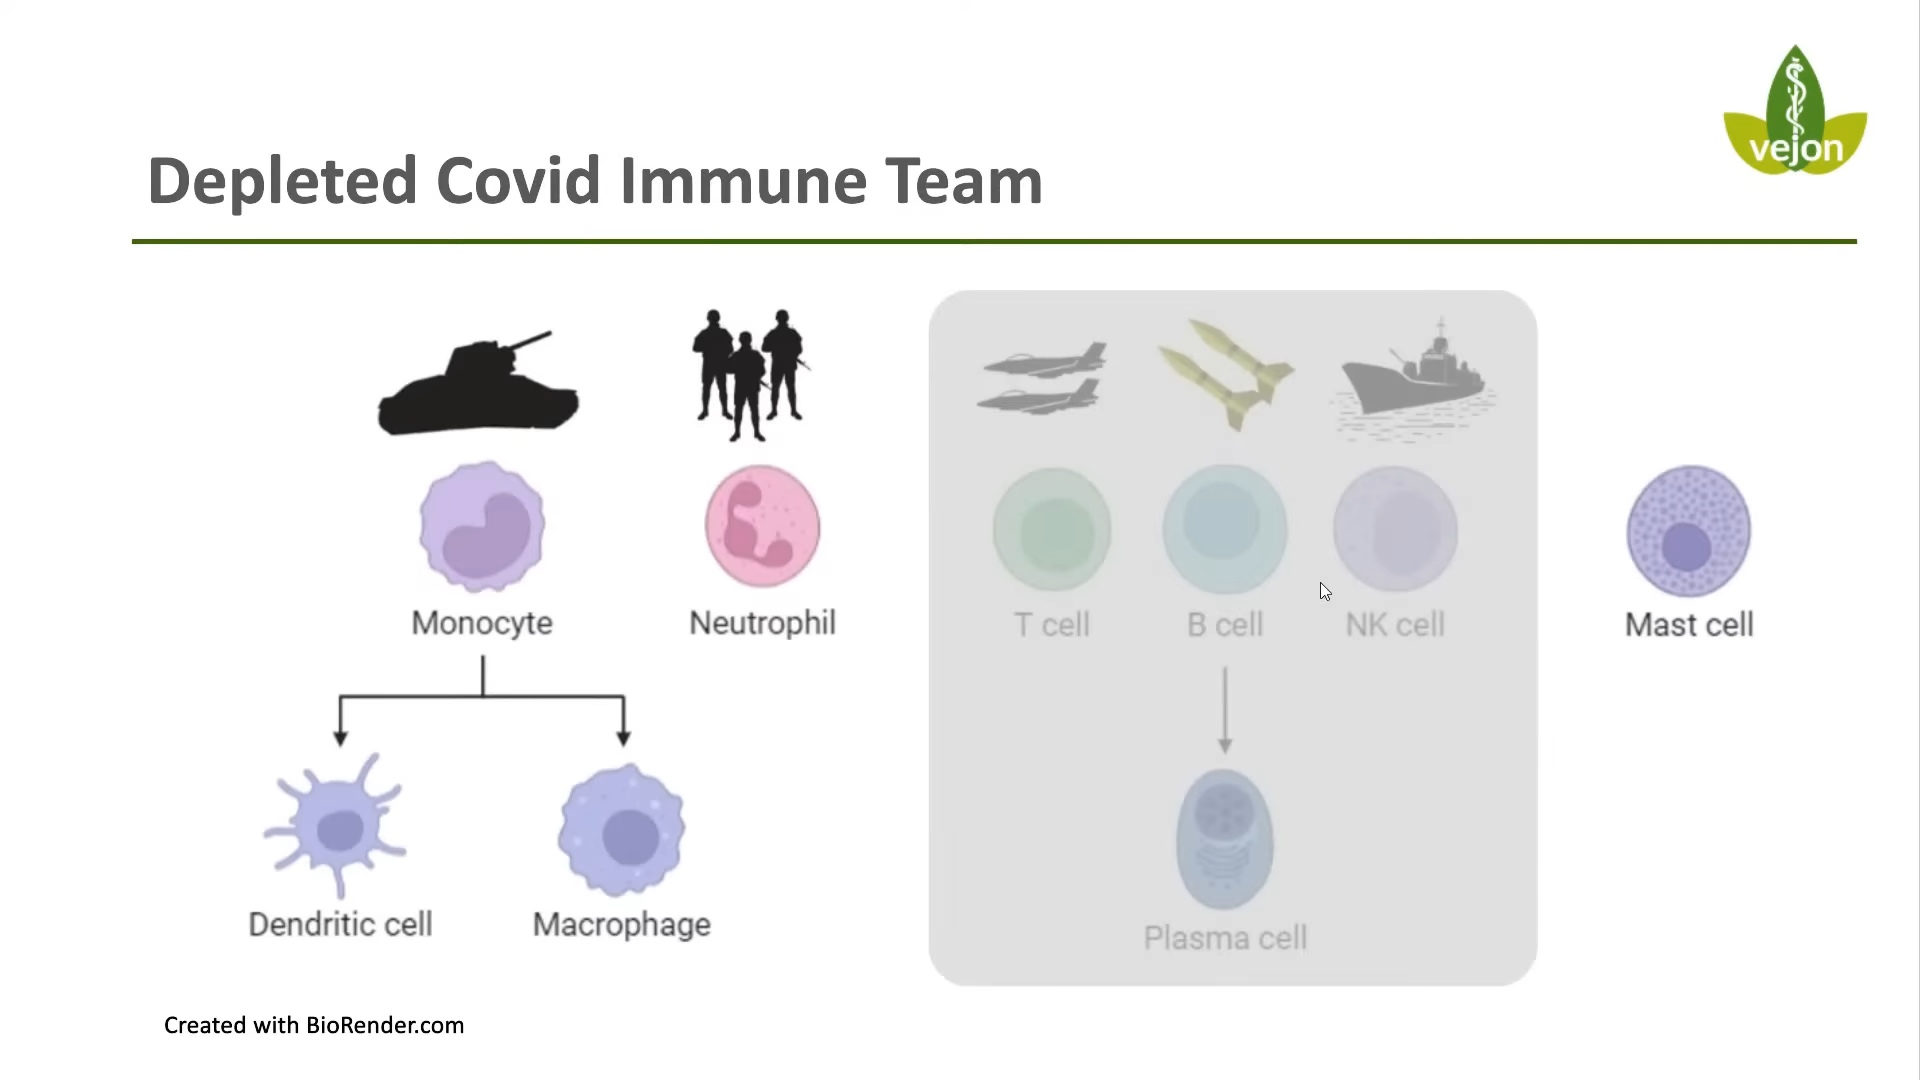 vejon
Depleted Covid Immune Team
Monocyte
Neutrophil
T cell
B cell
NK cell
Mast cell
Dendritic cell
Macrophage
Plasma cell
Created with BioRender.com